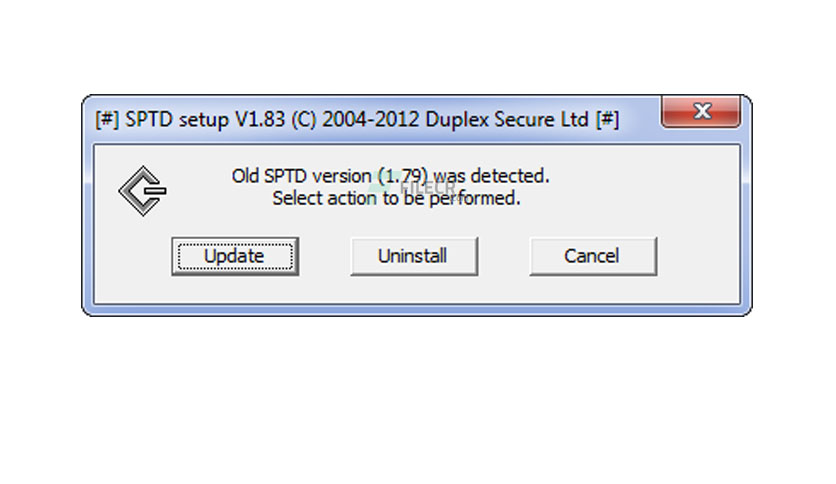 [#] SPTD setup V1.83 (C) 2004-2012 Duplex Secure Ltd [#]
Old SPTD version (1.79) was detected.
Select action to be performed.
FILECR
Update Uninstall Cancel